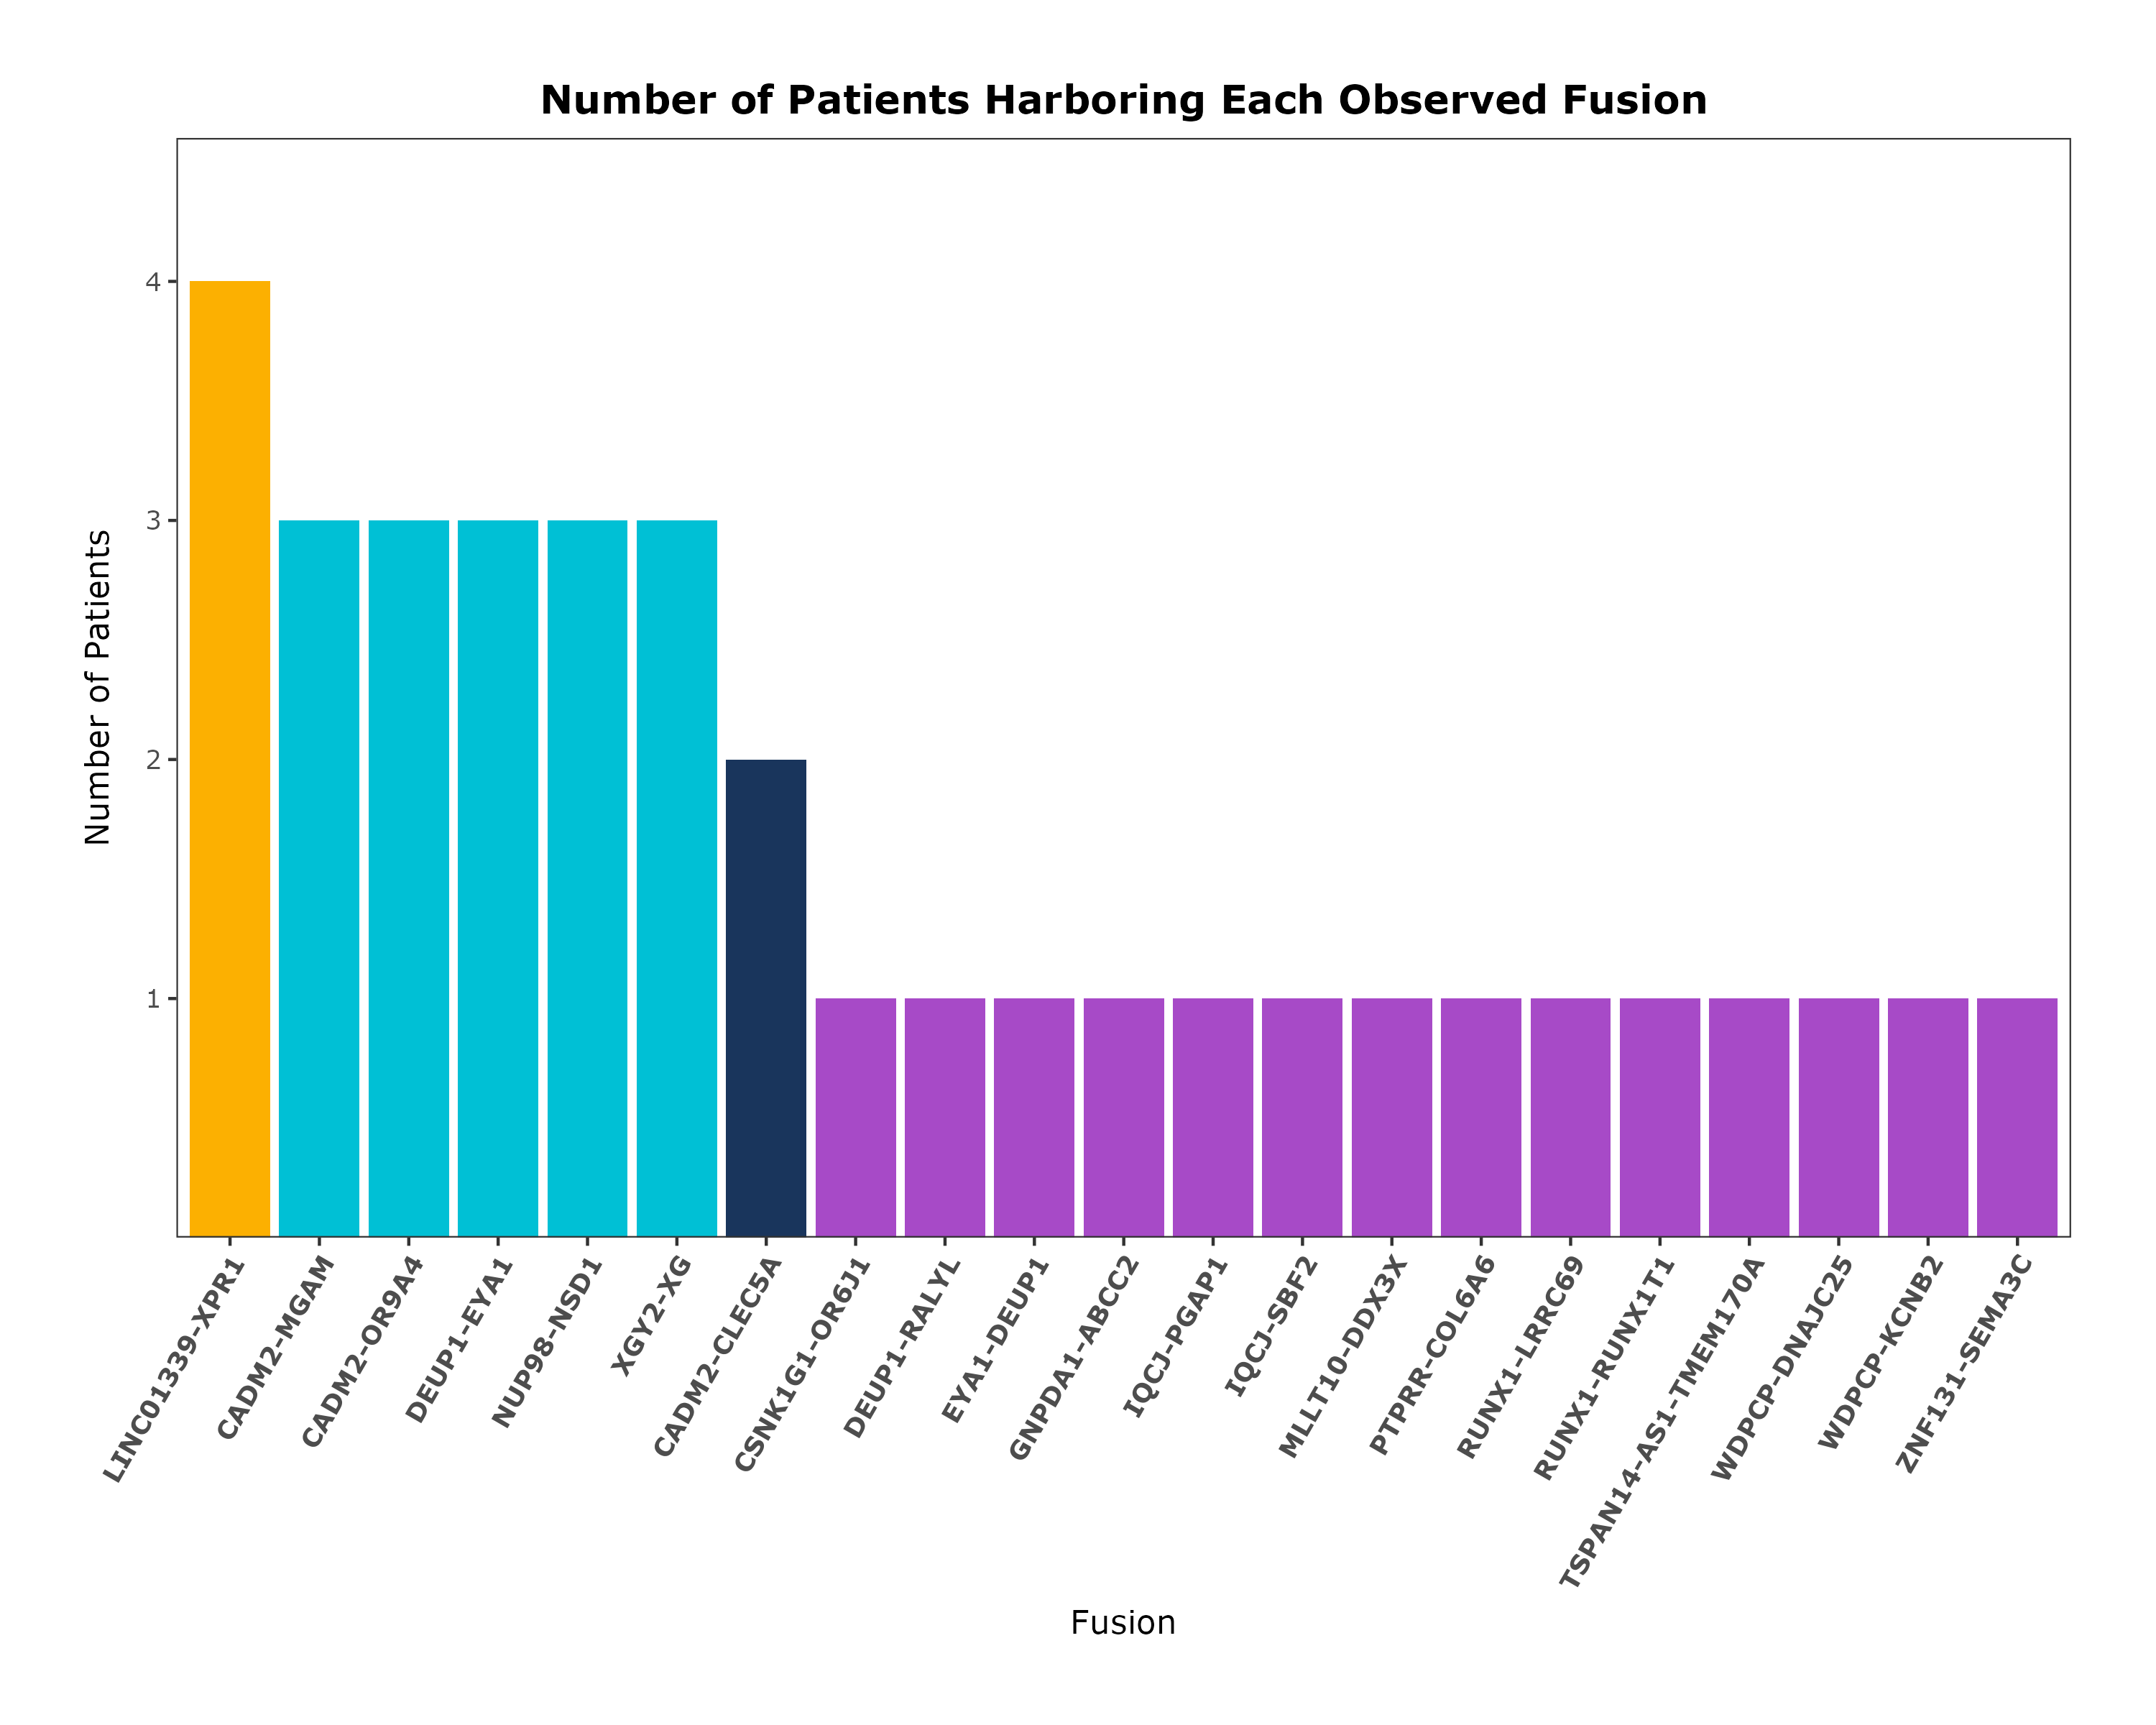 Number of Patients Harboring Each Observed Fusion
Number of Patients
4
3
2
1
LINC01339-XPR1
CADM2-MGAM
CADM2-OR9A4
DEUP1-EYA1
NUP98-NSD1
XGY2-XG
CADM2-CLEC5A
CSNK1G1-OR6J1
DEUP1-RALYL
EYA1-DEUP1
GNPDA1-ABCC2
IQCJ-PGAP1
IQCJ-SBF2
MLLT10-DDX3X
PTPRR-COL6A6
RUNX1-LRRC69
RUNX1-RUNX1T1
TSPAN14-AS1-TMEM170A
WDPCP-DNAJC25
WDPCP-KCNB2
ZNF131-SEMA3C
Fusion